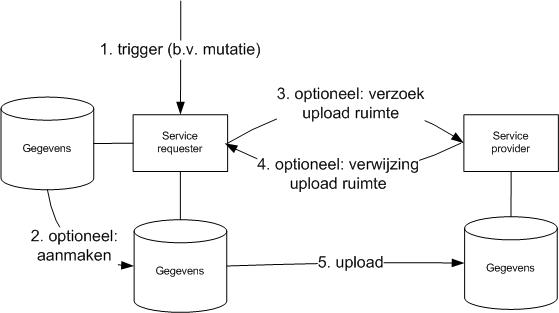 1. trigger (b.v. mutatie)
3. optioneel: verzoek
upload ruimte
Gegevens
Service
requester
Service
provider
4. optioneel: verwijzing
upload ruimte
2. optioneel:
aanmaken
Gegevens
5. upload
Gegevens